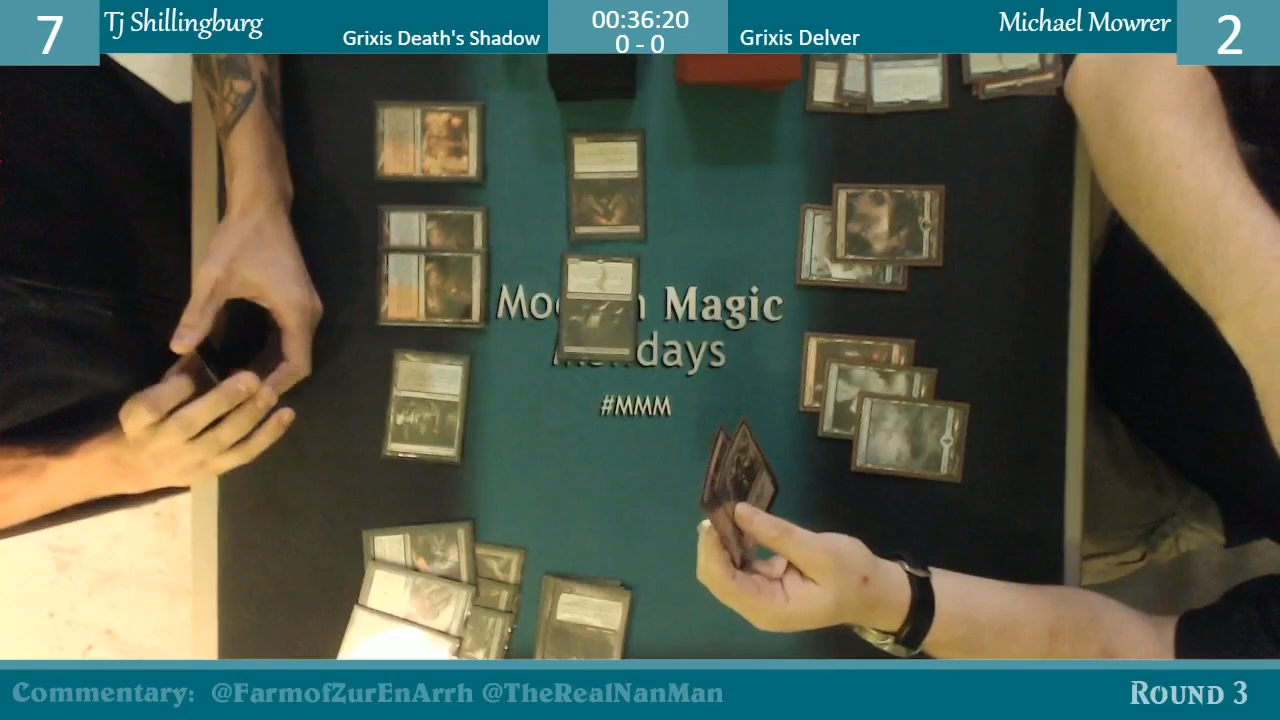 7
Tj Shillingburg
Grixis Death's Shadow
00:36:20
0 - 0
Grixis Delver
Michael Mowrer
2
Magic
#MMM
Commentary: @FarmofZurEnArrh @TheRealNanMan
Round 3